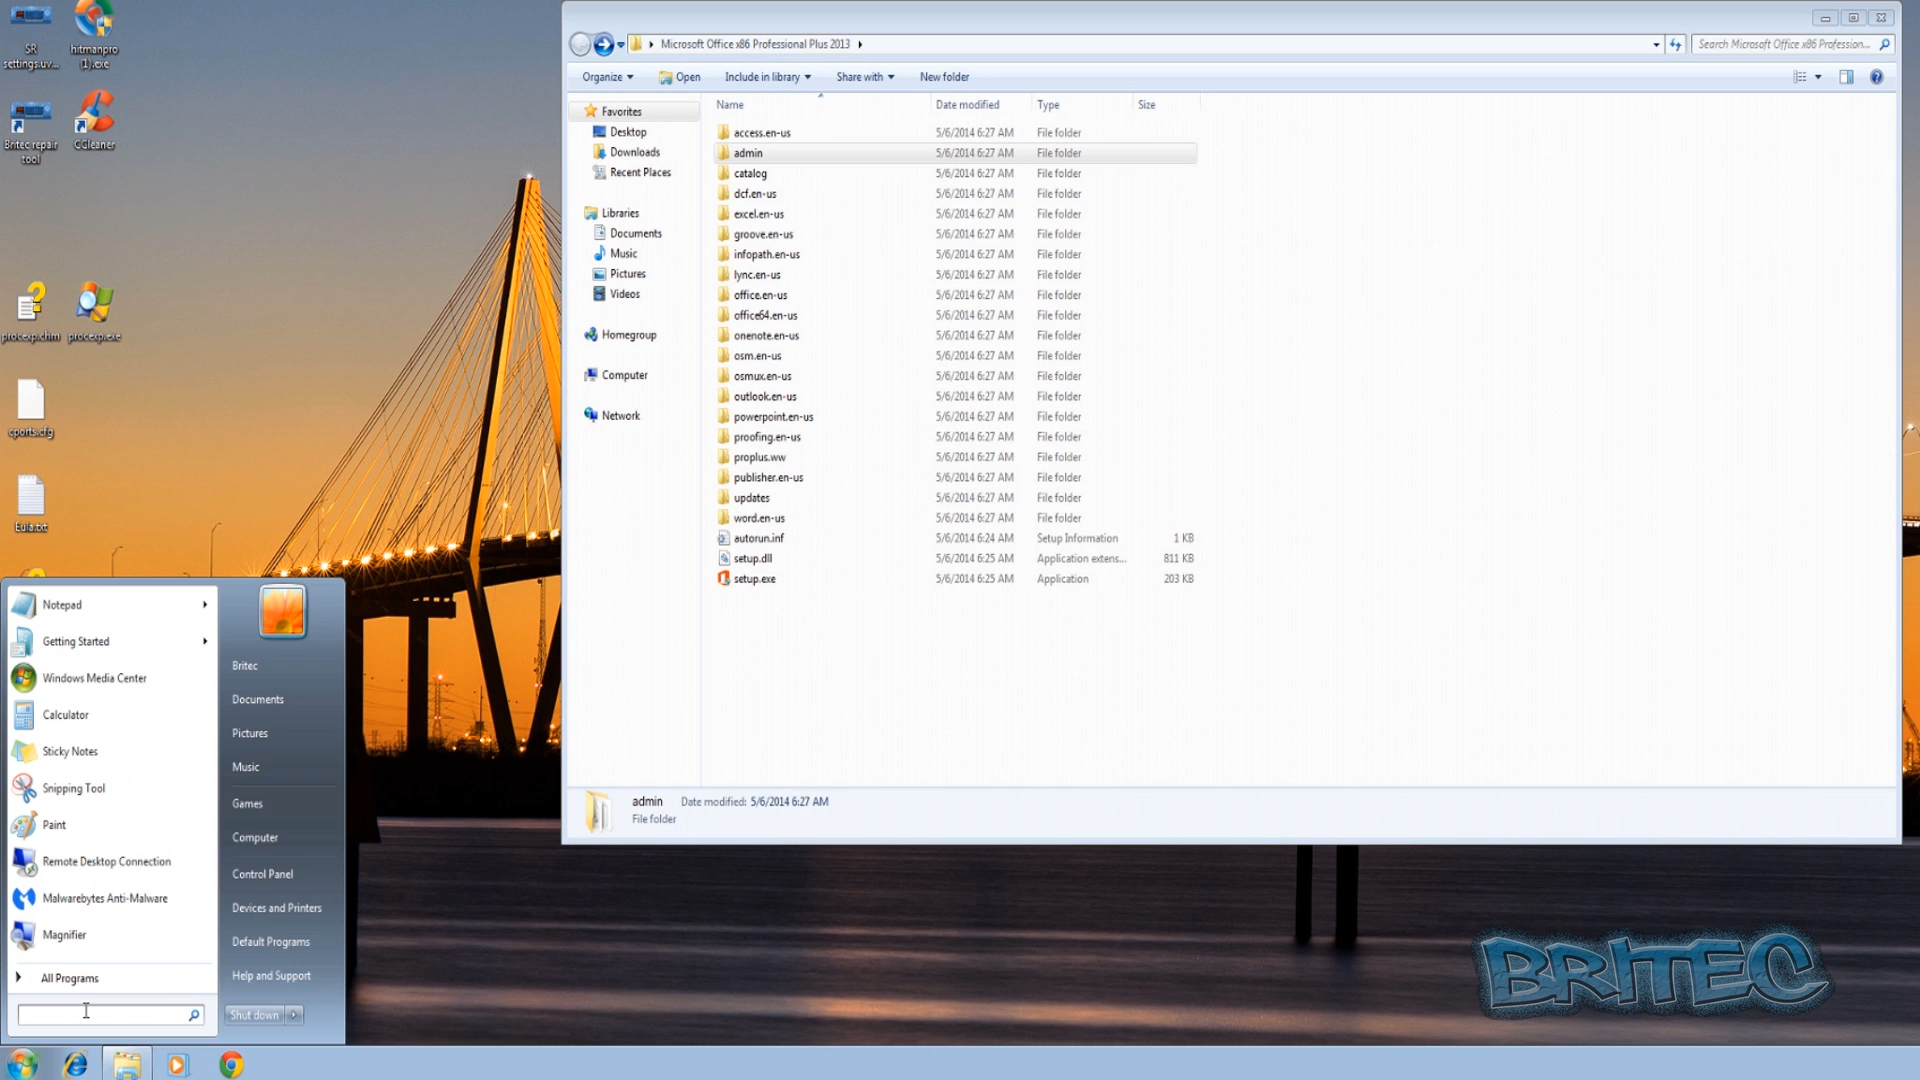 SR
settings.uv...
hitmanpro
(1).exe
Britec repair
tool
CCleaner
procexp.chm
procexp.exe
cports.cfg
Eula.txt
Microsoft Office x86 Professional Plus 2013
Search Microsoft Office x86 Profession...
Organize
Open
Include in library
Share with
New folder
Name
Date modified
Type
Size
Favorites
Desktop
Downloads
Recent Places
Libraries
Documents
Music
Pictures
Videos
Homegroup
Computer
Network
access.en-us 5/6/2014 6:27 AM File folder
admin 5/6/2014 6:27 AM File folder
catalog 5/6/2014 6:27 AM File folder
dcf.en-us 5/6/2014 6:27 AM File folder
excel.en-us 5/6/2014 6:27 AM File folder
groove.en-us 5/6/2014 6:27 AM File folder
infopath.en-us 5/6/2014 6:27 AM File folder
lync.en-us 5/6/2014 6:27 AM File folder
office.en-us 5/6/2014 6:27 AM File folder
office64.en-us 5/6/2014 6:27 AM File folder
onenote.en-us 5/6/2014 6:27 AM File folder
osm.en-us 5/6/2014 6:27 AM File folder
osmux.en-us 5/6/2014 6:27 AM File folder
outlook.en-us 5/6/2014 6:27 AM File folder
powerpoint.en-us 5/6/2014 6:27 AM File folder
proofing.en-us 5/6/2014 6:27 AM File folder
proplus.ww 5/6/2014 6:27 AM File folder
publisher.en-us 5/6/2014 6:27 AM File folder
updates 5/6/2014 6:27 AM File folder
word.en-us 5/6/2014 6:27 AM File folder
autorun.inf 5/6/2014 6:24 AM Setup Information 1 KB
setup.dll 5/6/2014 6:25 AM Application extens... 811 KB
setup.exe 5/6/2014 6:25 AM Application 203 KB
admin Date modified: 5/6/2014 6:27 AM
File folder
Notepad
Getting Started
Windows Media Center
Calculator
Sticky Notes
Snipping Tool
Paint
Remote Desktop Connection
Malwarebytes Anti-Malware
Magnifier
All Programs
Britec
Documents
Pictures
Music
Games
Computer
Control Panel
Devices and Printers
Default Programs
Help and Support
Shut down
BRITEC